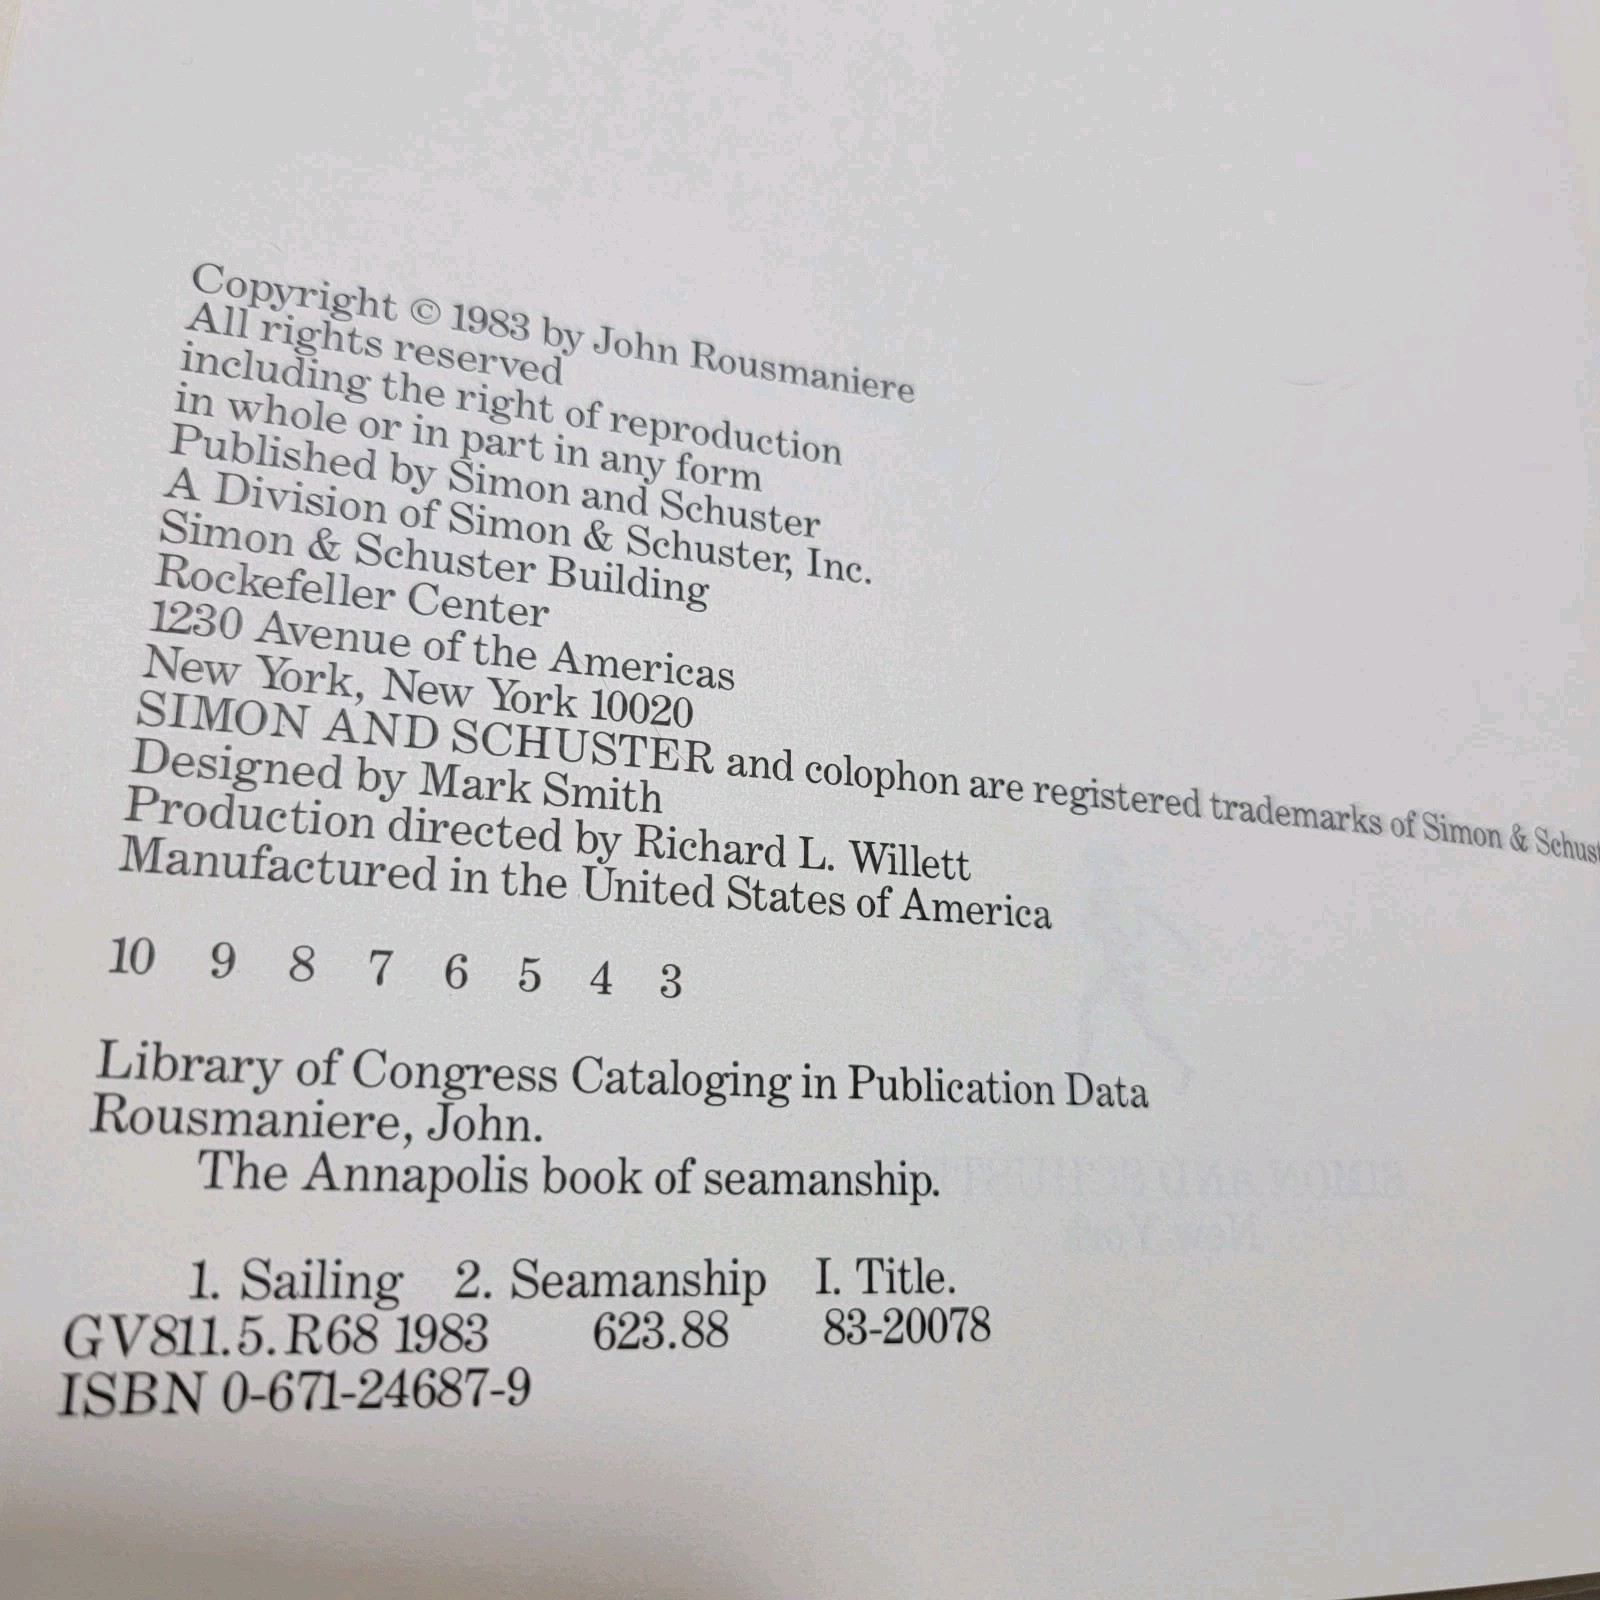 Copyright © 1983 by John Rousmaniere
All rights reserved
including the right of reproduction
in whole or in part in any form
Published by Simon and Schuster
A Division of Simon & Schuster, Inc.
Simon & Schuster Building
Rockefeller Center
1230 Avenue of the Americas
New York, New York 10020
SIMON AND SCHUSTER and colophon are registered trademarks of Simon & Schust
Designed by Mark Smith
Production directed by Richard L. Willett
Manufactured in the United States of America
10 9 8 7 6 5 4 3
Library of Congress Cataloging in Publication Data
Rousmaniere, John.
The Annapolis book of seamanship.
1. Sailing 2. Seamanship I. Title.
GV811.5.R68 1983 623.88 83-20078
ISBN 0-671-24687-9